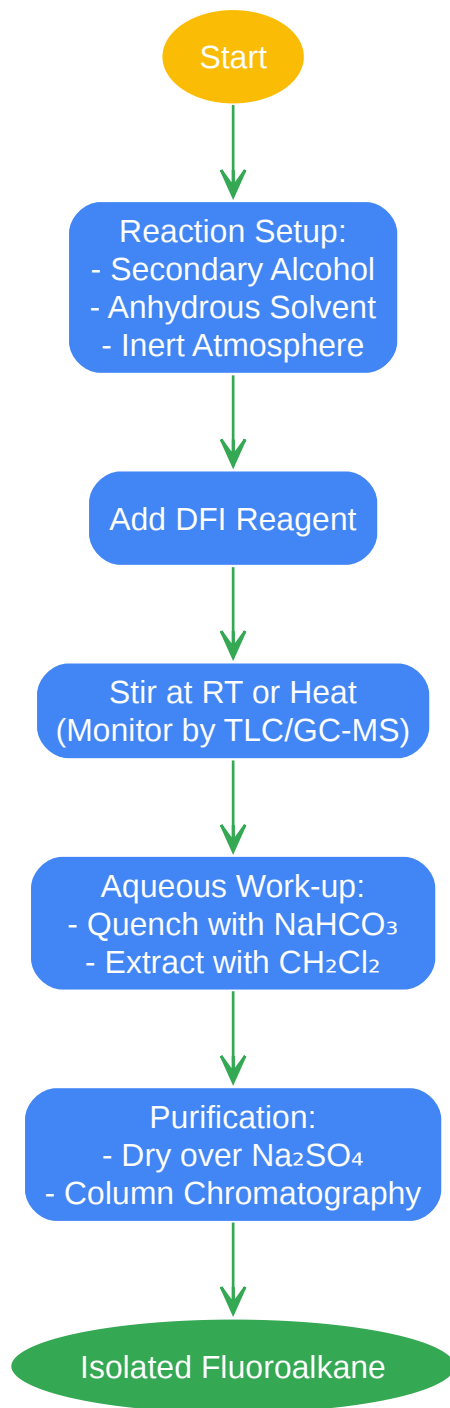 Start
Reaction Setup:
- Secondary Alcohol
- Anhydrous Solvent
- Inert Atmosphere
Add DFI Reagent
Stir at RT or Heat
(Monitor by TLC/GC-MS)
Aqueous Work-up:
- Quench with NaHCO₃
- Extract with CH₂Cl₂
Purification:
- Dry over Na₂SO₄
- Column Chromatography
Isolated Fluoroalkane